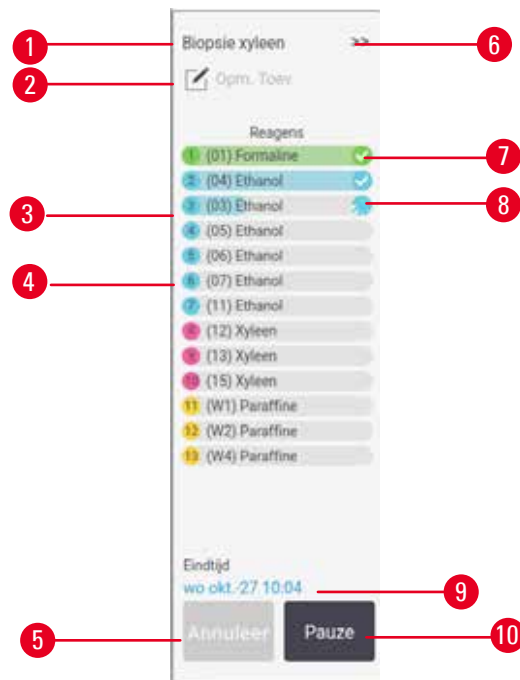 1 Biopsie xyleen >> 6
2 Opm. Toev.
Reagens
1 (01) Formaline 7
2 (04) Ethanol
3 3 (03) Ethanol 8
4 (05) Ethanol
5 (06) Ethanol
4 6 (07) Ethanol
7 (11) Ethanol
8 (12) Xyleen
9 (13) Xyleen
10 (15) Xyleen
11 (W1) Paraffine
12 (W2) Paraffine
13 (W4) Paraffine
Eindtijd
wo okt.-27 10:04 9
5 Annuleer Pauze 10